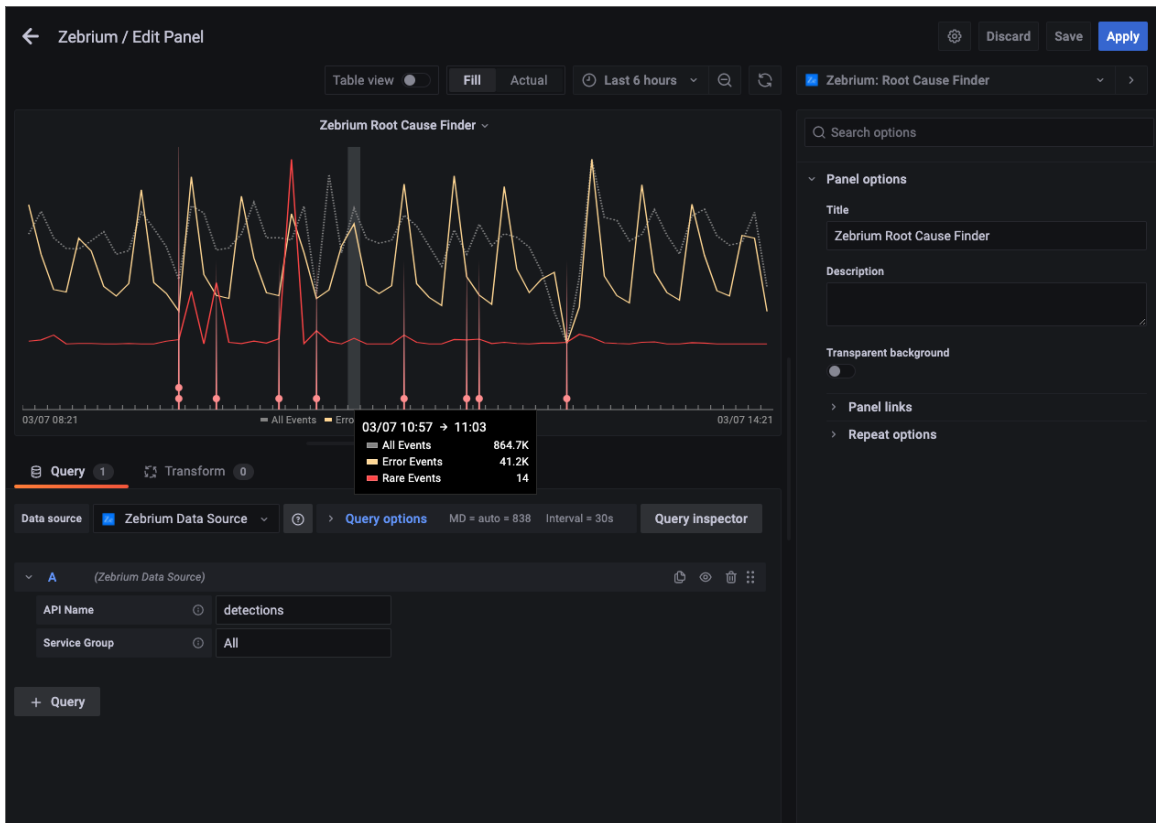 Zebrium / Edit Panel
Discard
Save
Apply
Table view
Fill
Actual
Last 6 hours
Zebrium: Root Cause Finder
Zebrium Root Cause Finder
Search options
Panel options
Title
Zebrium Root Cause Finder
Description
Transparent background
Panel links
Repeat options
03/07 08:21
All Events
Erro
03/07 14:21
03/07 10:57 → 11:03
All Events 864.7K
Error Events 41.2K
Rare Events 14
Query 1
Transform 0
Data source
Zebrium Data Source
Query options
MD = auto = 838
Interval = 30s
Query inspector
A
(Zebrium Data Source)
API Name
detections
Service Group
All
+ Query